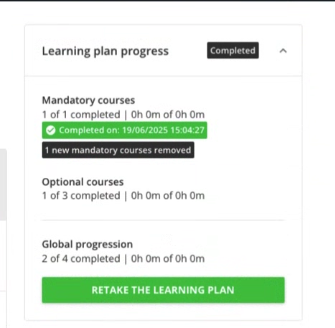 Learning plan progress
Completed
Mandatory courses
1 of 1 completed | 0h 0m of 0h 0m
Completed on: 19/06/2025 15:04:27
1 new mandatory courses removed
Optional courses
1 of 3 completed | 0h 0m of 0h 0m
Global progression
2 of 4 completed | 0h 0m of 0h 0m
RETAKE THE LEARNING PLAN